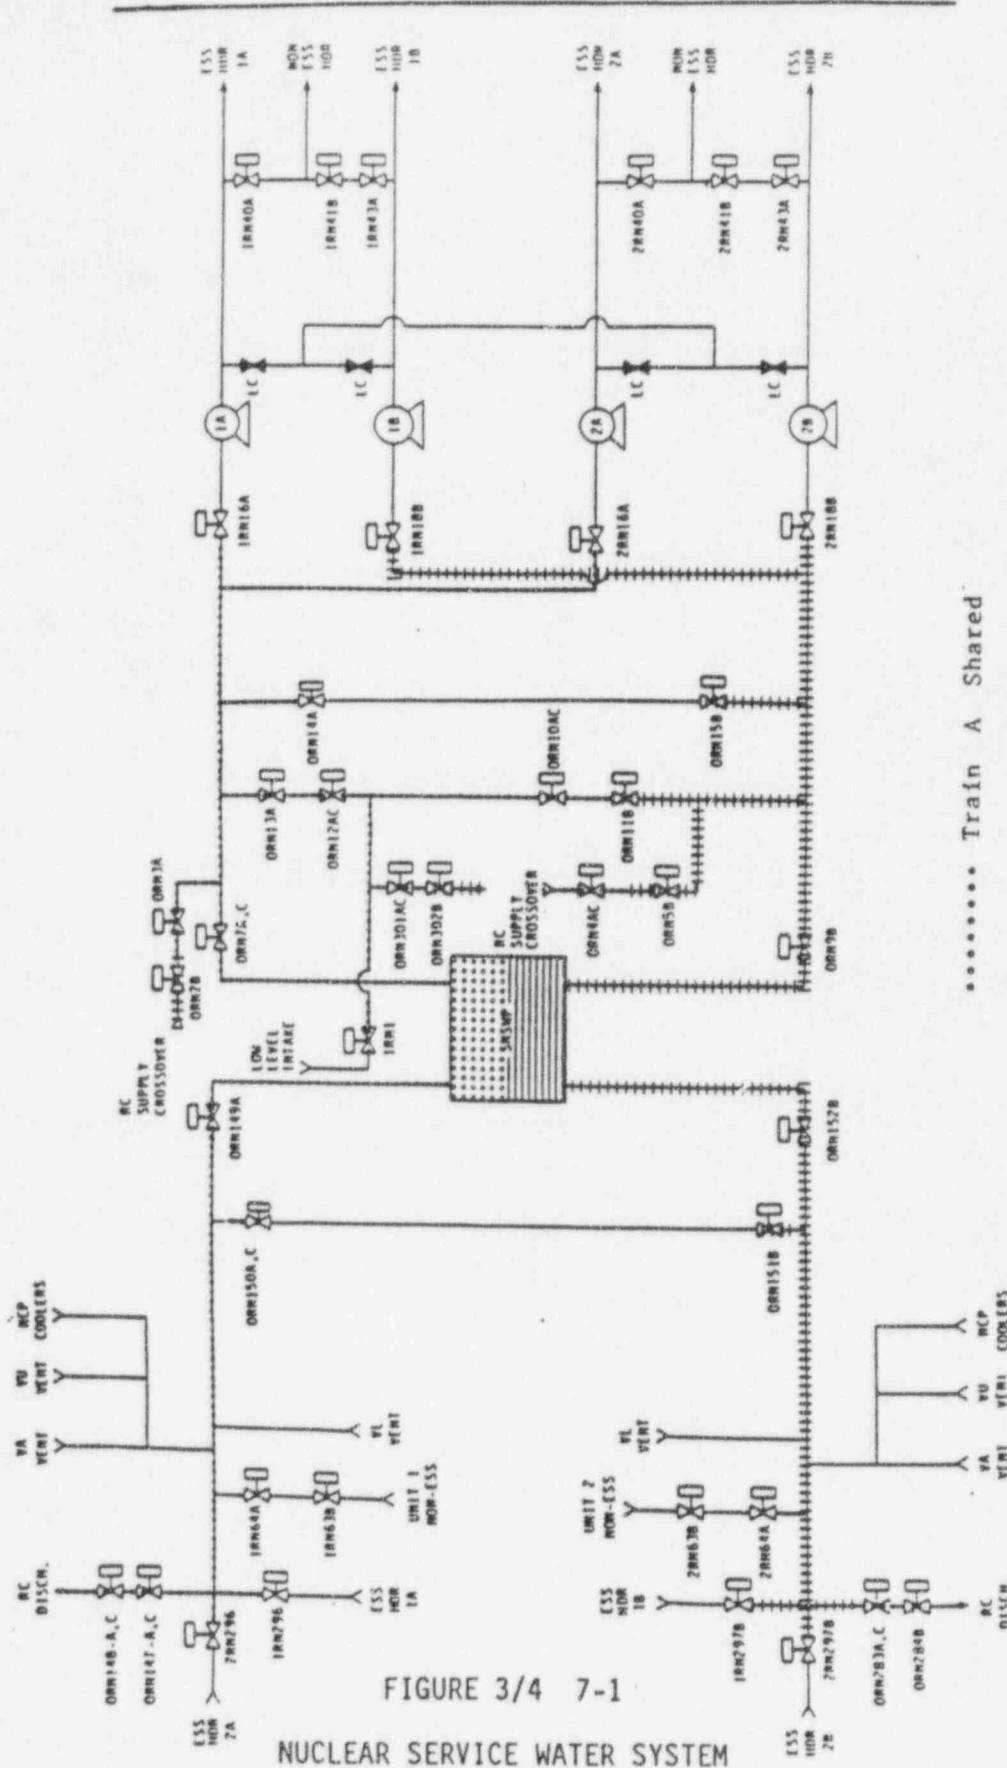 ESS
HDR
1A
NON
ESS
HDR
ESS
HDR
1B
ESS
HDR
2A
NON
ESS
HDR
ESS
HDR
2B
1RN40A
1RN41B
1RN43A
2RN40A
2RN41B
2RN43A
LC
LC
LC
LC
1A
1B
2A
2B
1RN16A
1RN18B
2RN16A
2RN18B
0RN14A
0RN15B
0RN13A
0RN12AC
0RN10AC
0RN11B
0RN3A
0RN2B
0RN7A,C
0RN301AC
0RN302B
0RN4AC
0RN5B
0RN9B
RC
SUPPLY
CROSSOVER
RC
SUPPLY
CROSSOVER
LOW
LEVEL
INTAKE
1RN1
SNSWP
0RN149A
0RN152B
0RN150A,C
0RN151B
VA
VENT
VU
VENT
NCP
COOLERS
VL
VENT
VL
VENT
1RN64A
1RN63B
UNIT 1
NON-ESS
UNIT 2
NON-ESS
2RN63B
2RN64A
VA
VENT
VU
VENT
NCP
COOLERS
RC
DISCH.
0RN148-A,C
0RN147-A,C
2RN296
1RN296
ESS
HDR
1A
ESS
HDR
2A
ESS
HDR
1B
1RN297B
2RN297B
0RN283A,C
0RN284B
RC
DISCH
ESS
HDR
2B
........ Train A Shared
FIGURE 3/4 7-1
NUCLEAR SERVICE WATER SYSTEM